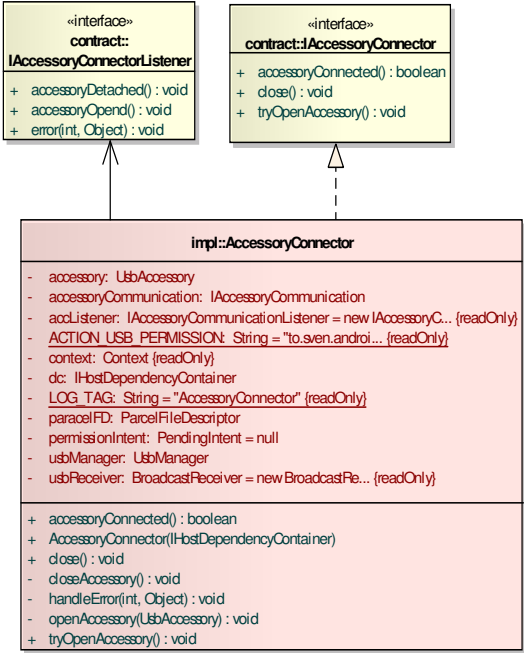 «interface»
contract::
IAccessoryConnectorListener
+ accessoryDetached() : void
+ accessoryOpend() : void
+ error(int, Object) : void
«interface»
contract::IAccessoryConnector
+ accessoryConnected() : boolean
+ close() : void
+ tryOpenAccessory() : void
impl::AccessoryConnector
- accessory: UsbAccessory
- accessoryCommunication: IAccessoryCommunication
- accListener: IAccessoryCommunicationListener = new IAccessoryC... {readOnly}
- ACTION_USB_PERMISSION: String = "to.sven.androi... {readOnly}
- context: Context {readOnly}
- dc: IHostDependencyContainer
- LOG_TAG: String = "AccessoryConnector" {readOnly}
- paracelFD: ParcelFileDescriptor
- permissionIntent: PendingIntent = null
- usbManager: UsbManager
- usbReceiver: BroadcastReceiver = new BroadcastRe... {readOnly}
+ accessoryConnected() : boolean
+ AccessoryConnector(IHostDependencyContainer)
+ close() : void
- closeAccessory() : void
- handleError(int, Object) : void
- openAccessory(UsbAccessory) : void
+ tryOpenAccessory() : void